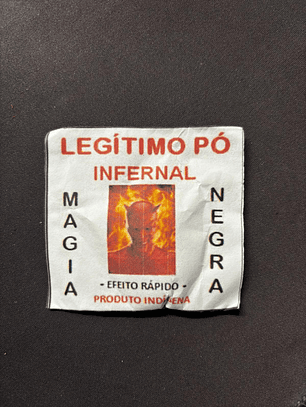 LEGÍTIMO PÓ
INFERNAL
MAGIA
NEGRA
- EFEITO RÁPIDO -
PRODUTO INDÍGENA